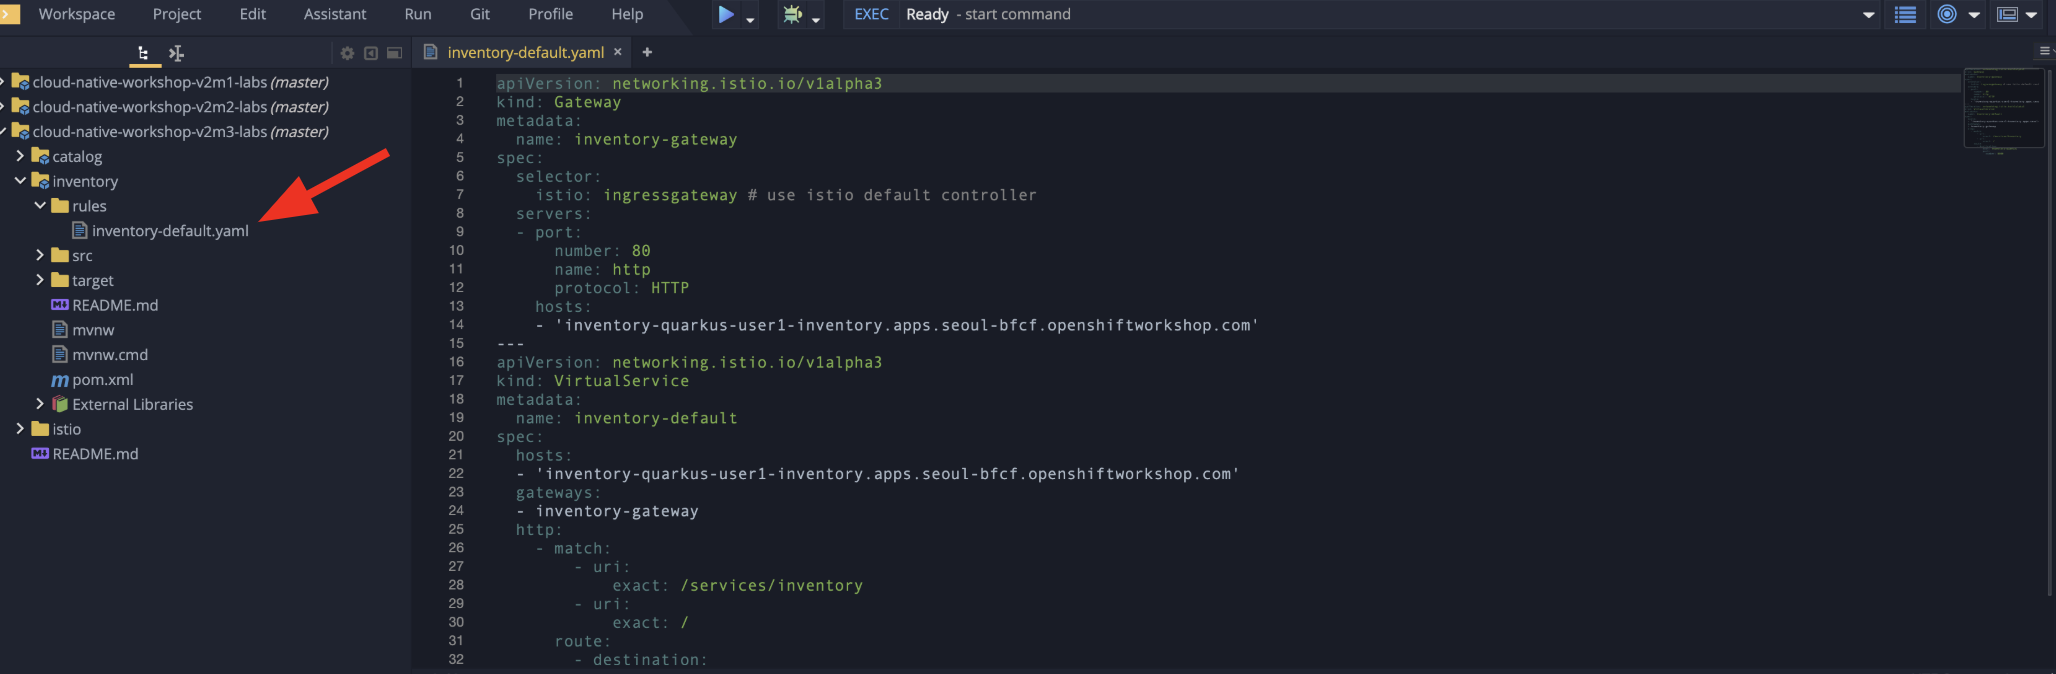 Workspace Project Edit Assistant Run Git Profile Help EXEC Ready - start command
inventory-default.yaml × +
cloud-native-workshop-v2m1-labs (master)
cloud-native-workshop-v2m2-labs (master)
cloud-native-workshop-v2m3-labs (master)
catalog
inventory
rules
inventory-default.yaml
src
target
README.md
mvnw
mvnw.cmd
pom.xml
External Libraries
istio
README.md
1 apiVersion: networking.istio.io/v1alpha3
2 kind: Gateway
3 metadata:
4   name: inventory-gateway
5 spec:
6   selector:
7     istio: ingressgateway # use istio default controller
8   servers:
9   - port:
10       number: 80
11       name: http
12       protocol: HTTP
13     hosts:
14     - 'inventory-quarkus-user1-inventory.apps.seoul-bfcf.openshiftworkshop.com'
15 ---
16 apiVersion: networking.istio.io/v1alpha3
17 kind: VirtualService
18 metadata:
19   name: inventory-default
20 spec:
21   hosts:
22   - 'inventory-quarkus-user1-inventory.apps.seoul-bfcf.openshiftworkshop.com'
23   gateways:
24   - inventory-gateway
25   http:
26     - match:
27         - uri:
28             exact: /services/inventory
29         - uri:
30             exact: /
31       route:
32         - destination: